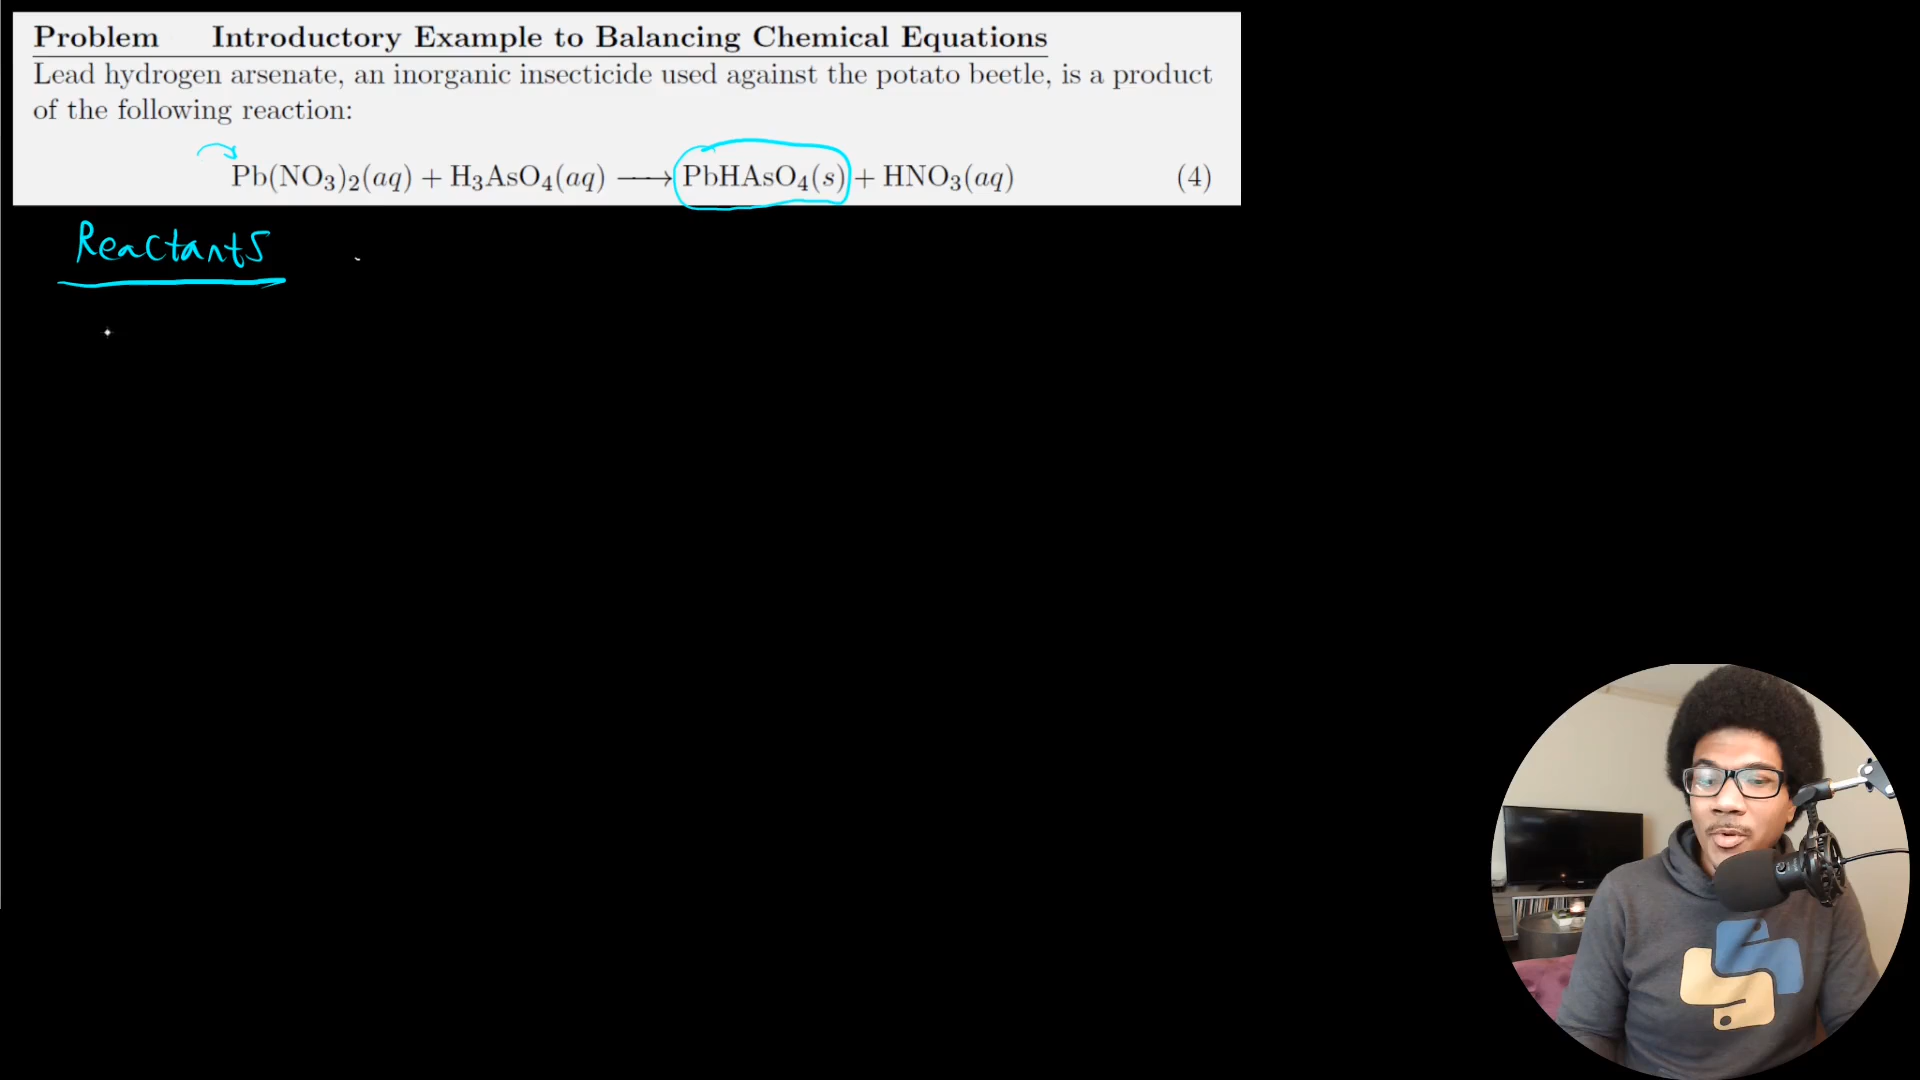 Problem Introductory Example to Balancing Chemical Equations
Lead hydrogen arsenate, an inorganic insecticide used against the potato beetle, is a product
of the following reaction:
Pb(NO₃)₂(aq) + H₃AsO₄(aq) ⟶ PbHAsO₄(s) + HNO₃(aq) (4)
Reactants